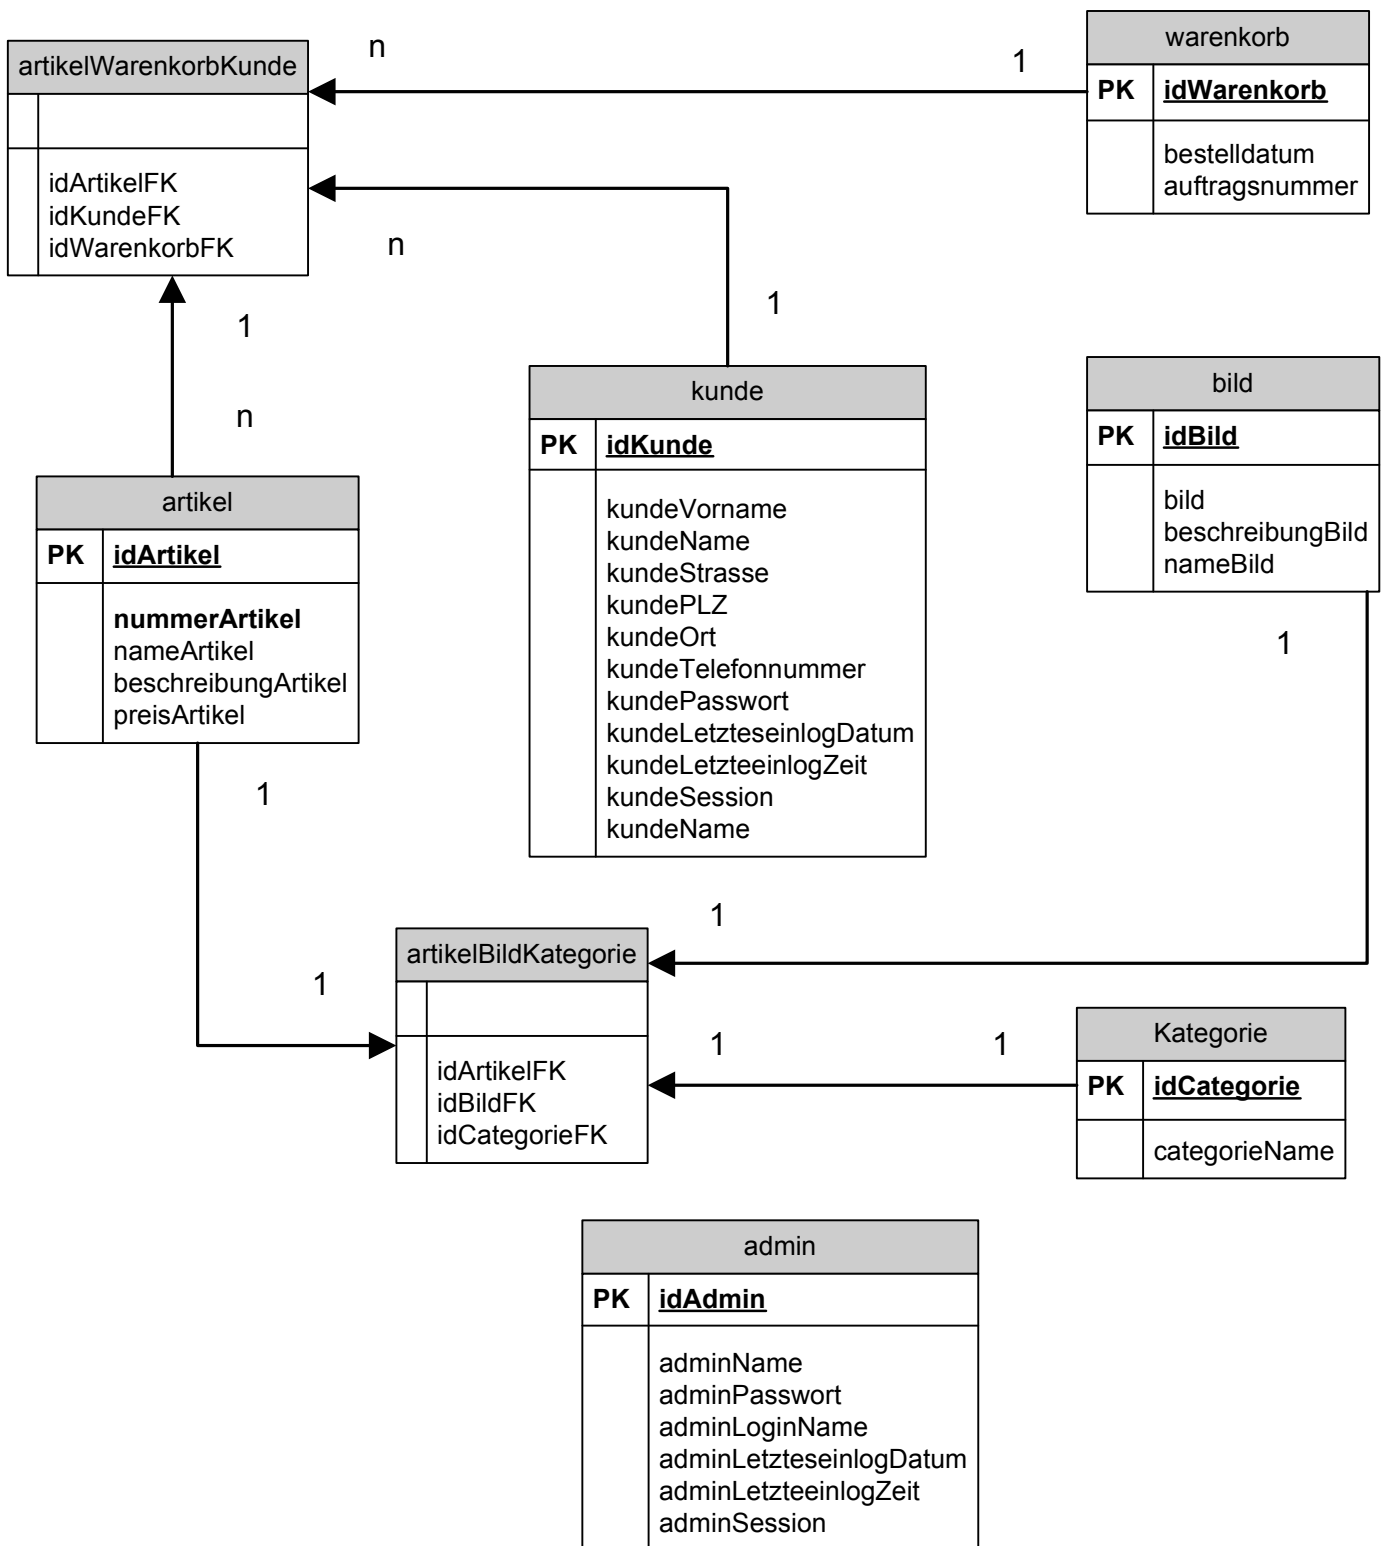 artikelWarenkorbKunde
idArtikelFK
idKundeFK
idWarenkorbFK
n
1
warenkorb
PK idWarenkorb
bestelldatum
auftragsnummer
n
1
1
n
kunde
PK idKunde
kundeVorname
kundeName
kundeStrasse
kundePLZ
kundeOrt
kundeTelefonnummer
kundePasswort
kundeLetzteseinlogDatum
kundeLetzteeinlogZeit
kundeSession
kundeName
bild
PK idBild
bild
beschreibungBild
nameBild
1
artikel
PK idArtikel
nummerArtikel
nameArtikel
beschreibungArtikel
preisArtikel
1
1
artikelBildKategorie
idArtikelFK
idBildFK
idCategorieFK
1
1
1
Kategorie
PK idCategorie
categorieName
admin
PK idAdmin
adminName
adminPasswort
adminLoginName
adminLetzteseinlogDatum
adminLetzteeinlogZeit
adminSession